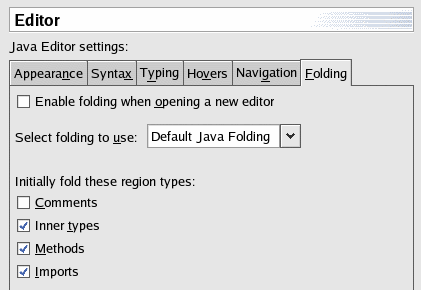 Editor
Java Editor settings:
Appearance Syntax Typing Hovers Navigation Folding
Enable folding when opening a new editor
Select folding to use: Default Java Folding
Initially fold these region types:
Comments
Inner types
Methods
Imports